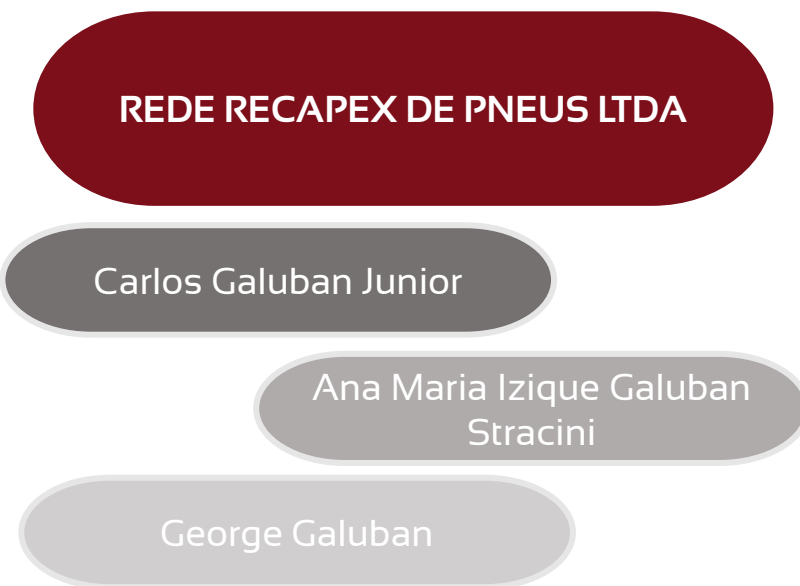 REDE RECAPEX DE PNEUS LTDA
Carlos Galuban Junior
Ana Maria Izique Galuban
Stracini
George Galuban